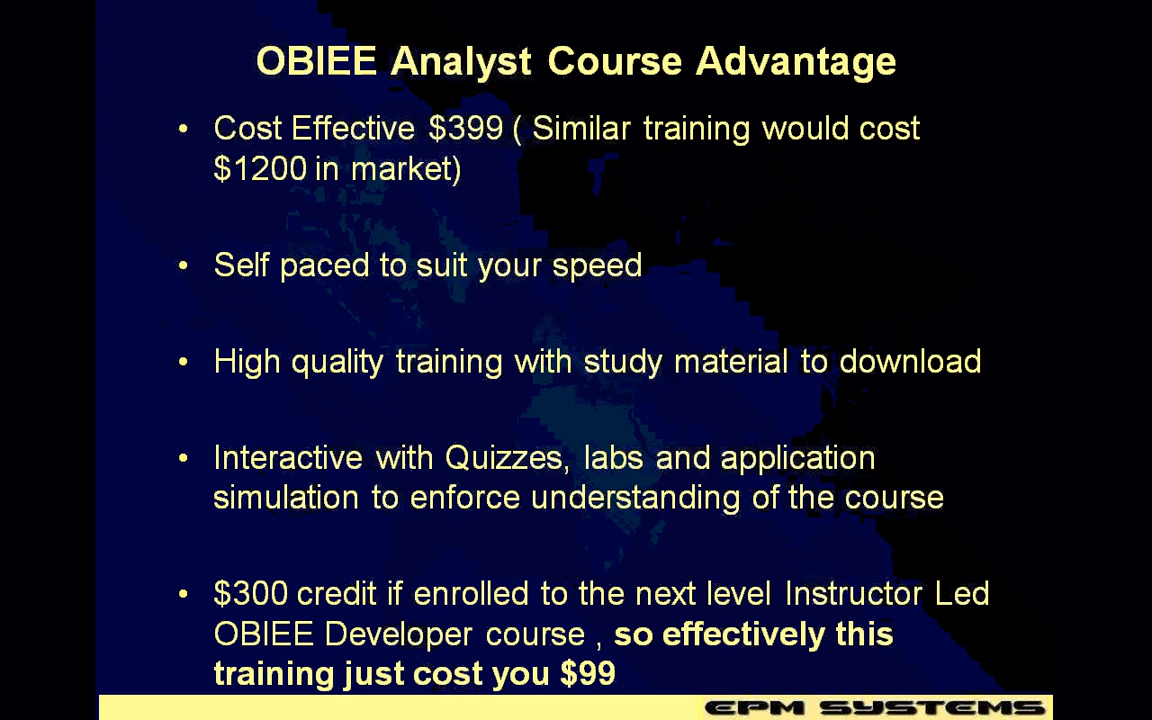 OBIEE Analyst Course Advantage
• Cost Effective $399 ( Similar training would cost
$1200 in market)
• Self paced to suit your speed
• High quality training with study material to download
• Interactive with Quizzes, labs and application
simulation to enforce understanding of the course
• $300 credit if enrolled to the next level Instructor Led
OBIEE Developer course , so effectively this
training just cost you $99
EPM SYSTEMS